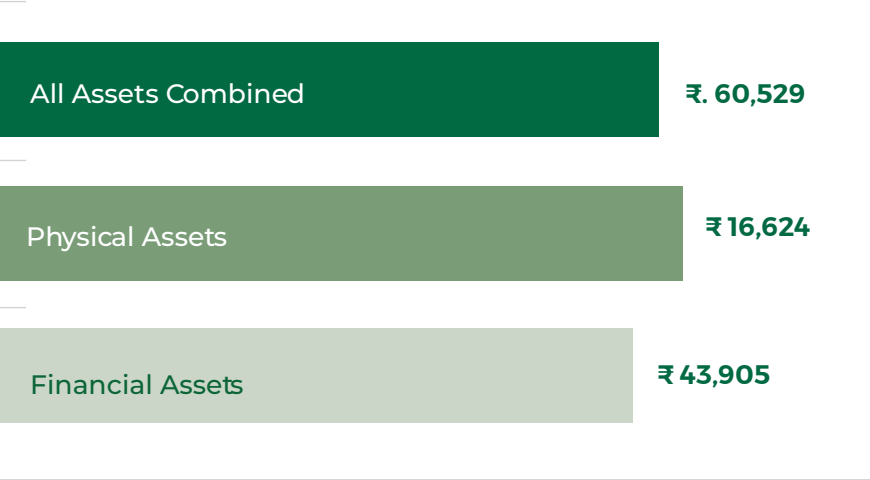 All Assets Combined ₹. 60,529
Physical Assets ₹ 16,624
Financial Assets ₹ 43,905